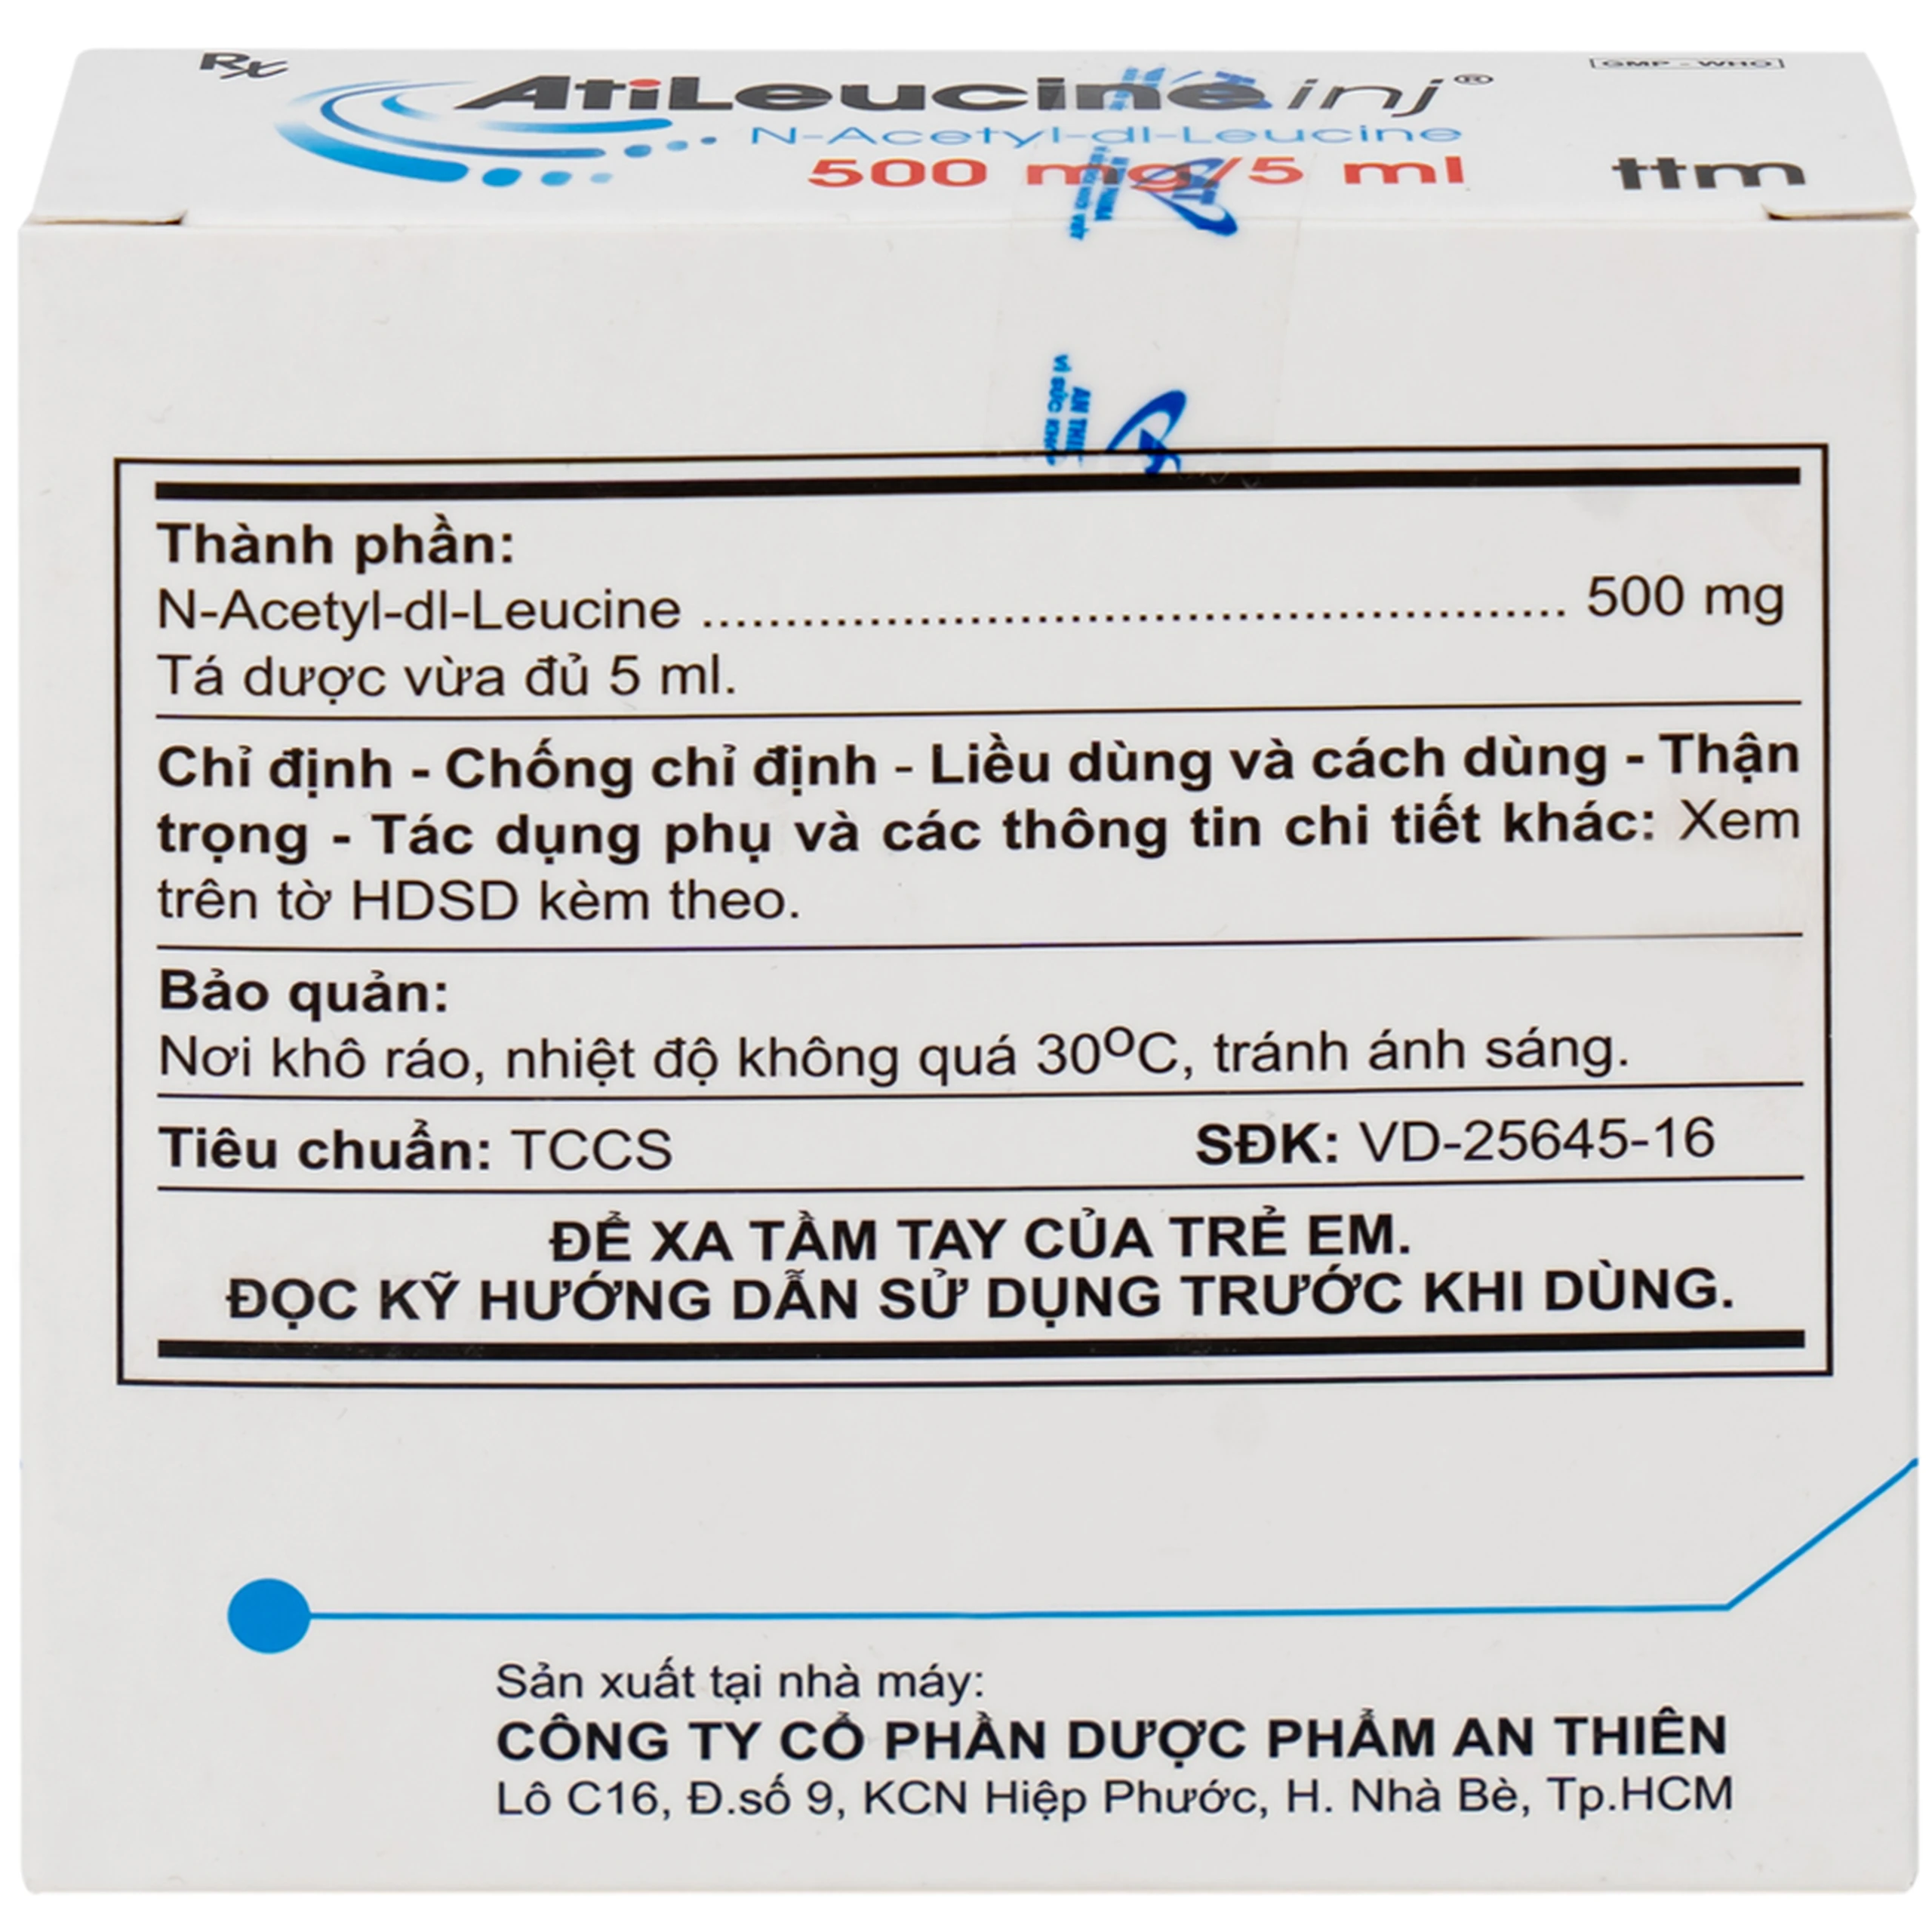 Rx
AtiLeucine inj®
GMP - WHO
N-Acetyl-dl-Leucine
500 mg/5 ml
ttm
Thành phần:
N-Acetyl-dl-Leucine ........................................................ 500 mg
Tá dược vừa đủ 5 ml.
Chỉ định - Chống chỉ định - Liều dùng và cách dùng - Thận
trọng - Tác dụng phụ và các thông tin chi tiết khác: Xem
trên tờ HDSD kèm theo.
Bảo quản:
Nơi khô ráo, nhiệt độ không quá 30ºC, tránh ánh sáng.
Tiêu chuẩn: TCCS
SĐK: VD-25645-16
ĐỂ XA TẦM TAY CỦA TRẺ EM.
ĐỌC KỸ HƯỚNG DẪN SỬ DỤNG TRƯỚC KHI DÙNG.
Sản xuất tại nhà máy:
CÔNG TY CỔ PHẦN DƯỢC PHẨM AN THIÊN
Lô C16, Đ.số 9, KCN Hiệp Phước, H. Nhà Bè, Tp.HCM